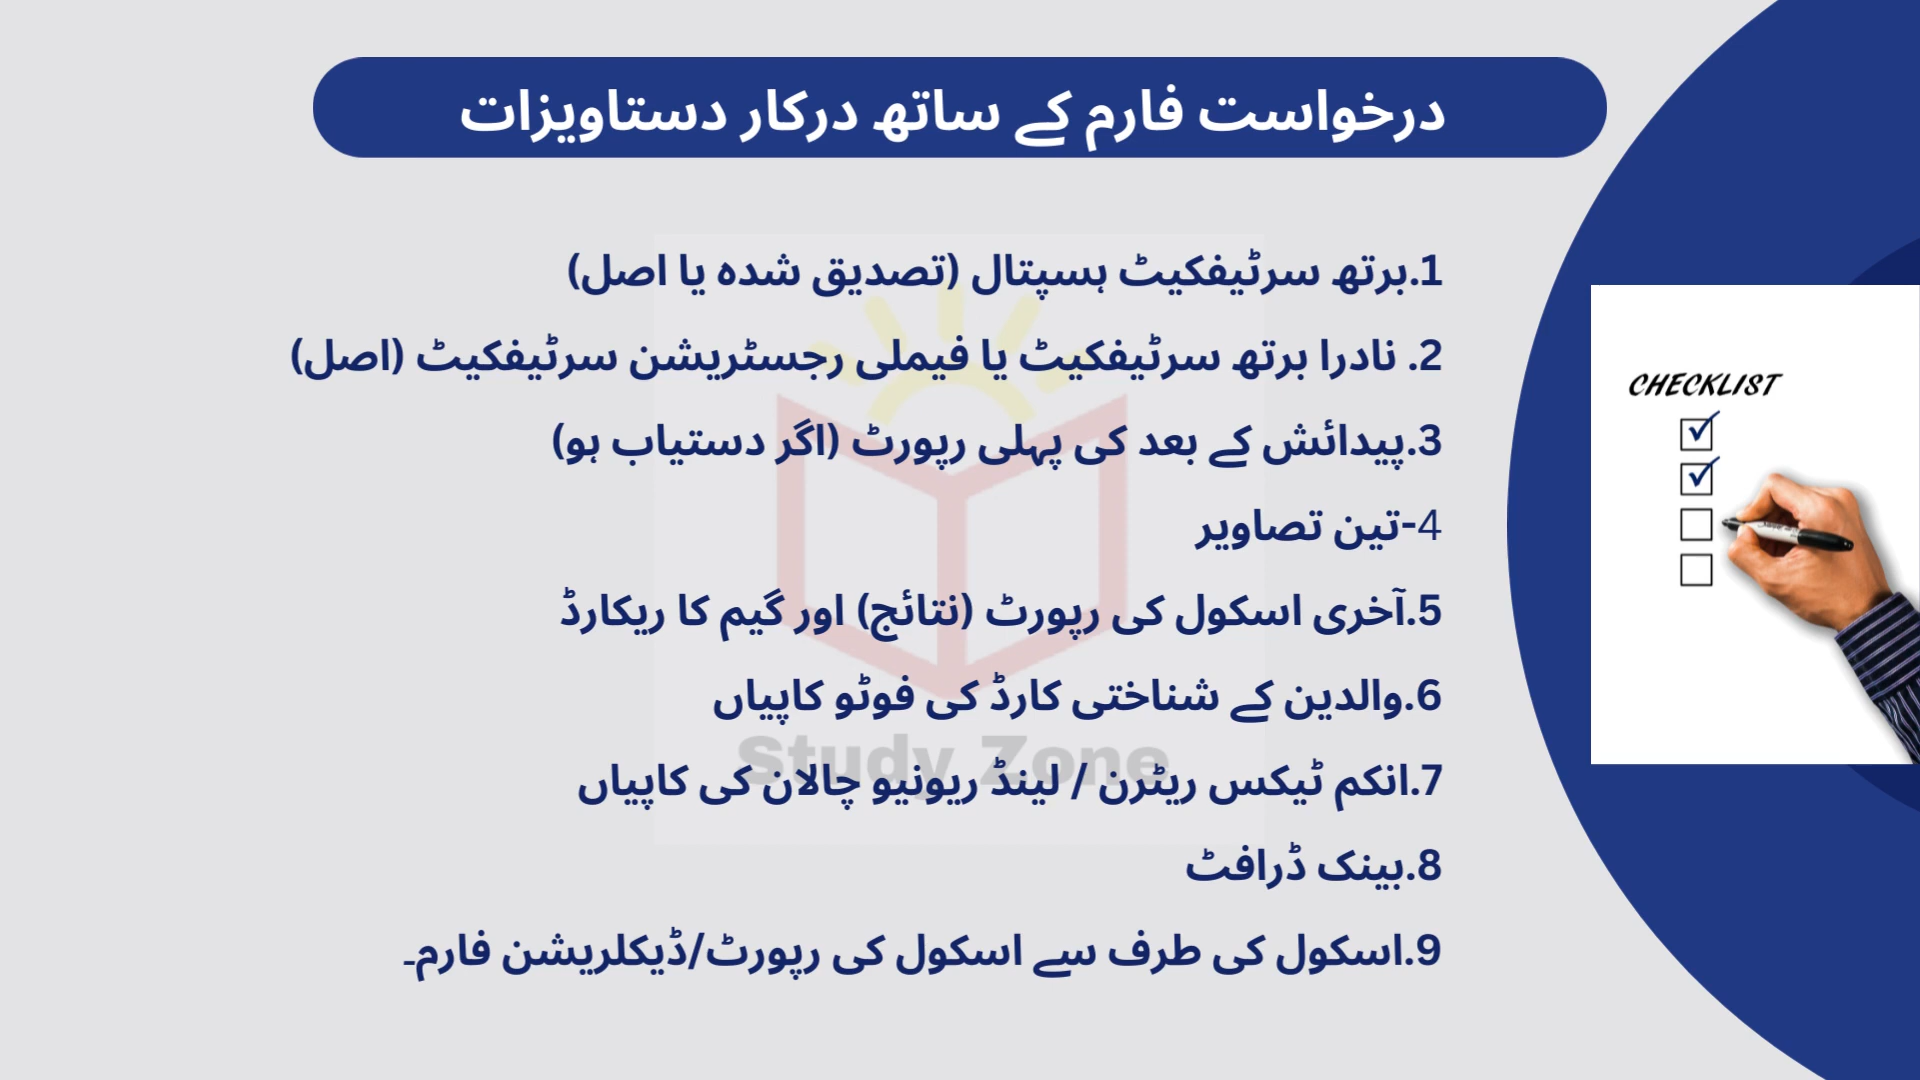 درخواست فارم کے ساتھ درکار دستاویزات
1.برتھ سرٹیفکیٹ ہسپتال (تصدیق شدہ یا اصل)
2. نادرا برتھ سرٹیفکیٹ یا فیملی رجسٹریشن سرٹیفکیٹ (اصل)
3.پیدائش کے بعد کی پہلی رپورٹ (اگر دستیاب ہو)
4-تین تصاویر
5.آخری اسکول کی رپورٹ (نتائج) اور گیم کا ریکارڈ
6.والدین کے شناختی کارڈ کی فوٹو کاپیاں
7.انکم ٹیکس ریٹرن / لینڈ ریونیو چالان کی کاپیاں
8.بینک ڈرافٹ
9.اسکول کی طرف سے اسکول کی رپورٹ/ڈیکلریشن فارم۔
CHECKLIST
Study Zone